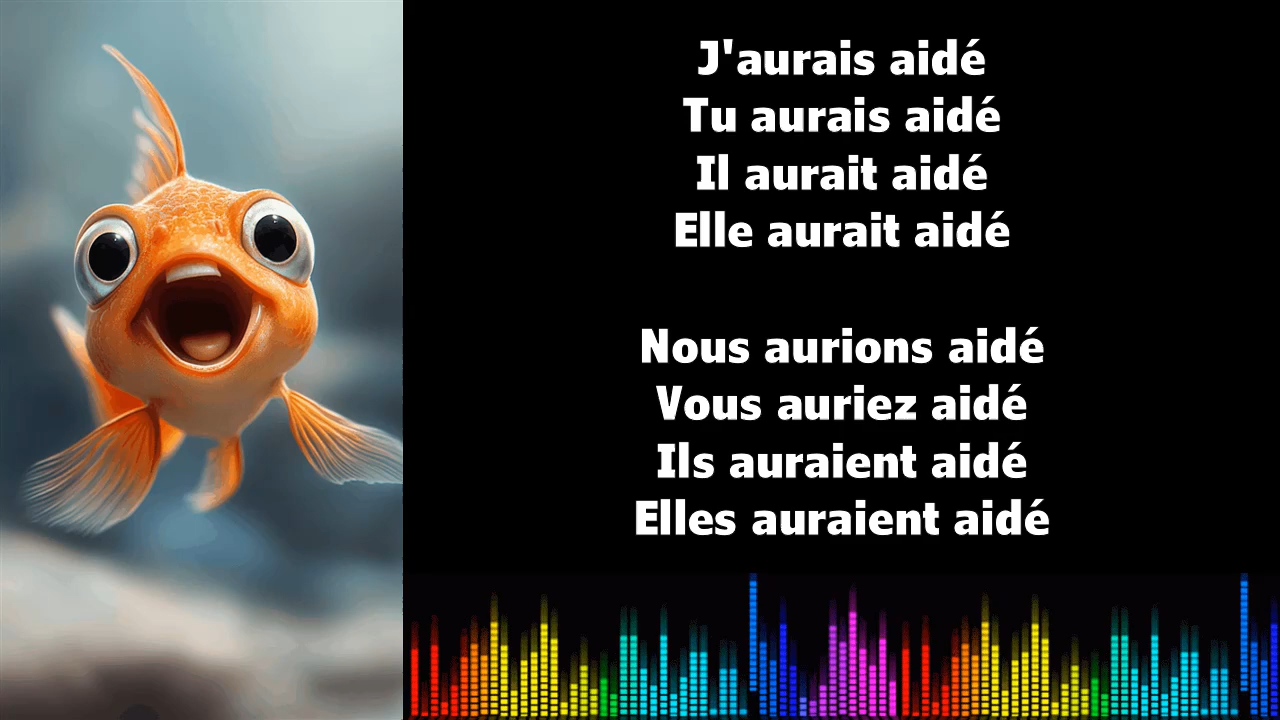 J'aurais aidé
Tu aurais aidé
Il aurait aidé
Elle aurait aidé
Nous aurions aidé
Vous auriez aidé
Ils auraient aidé
Elles auraient aidé